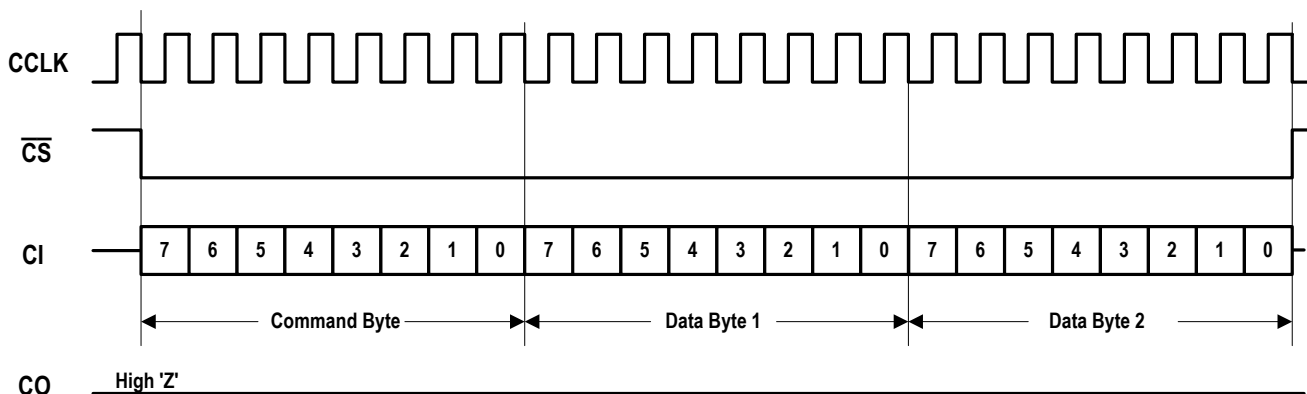 CCLK
CS
CI
7 6 5 4 3 2 1 0 7 6 5 4 3 2 1 0 7 6 5 4 3 2 1 0
Command Byte Data Byte 1 Data Byte 2
CO High 'Z'